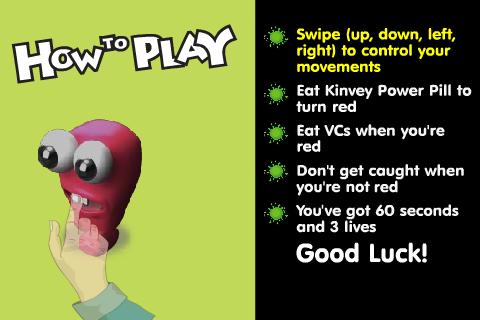 How To Play
Swipe (up, down, left,
right) to control your
movements
Eat Kinvey Power Pill to
turn red
Eat VCs when you're
red
Don't get caught when
you're not red
You've got 60 seconds
and 3 lives
Good Luck!